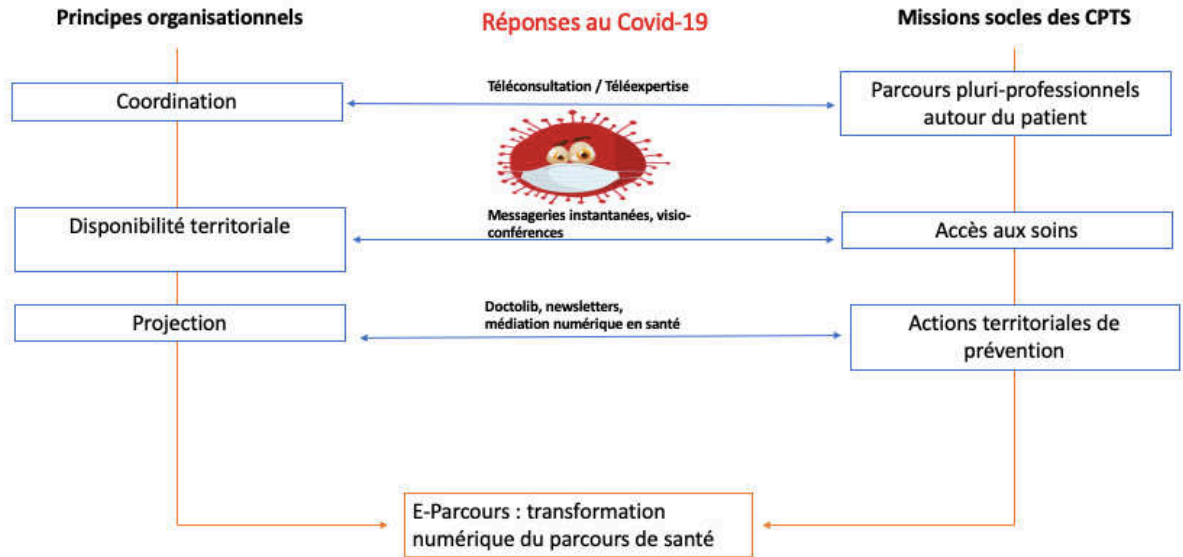 Principes organisationnels
Réponses au Covid-19
Missions socles des CPTS
Coordination
Téléconsultation / Téléexpertise
Parcours pluri-professionnels
autour du patient
Disponibilité territoriale
Messageries instantanées, visio-
conférences
Accès aux soins
Projection
Doctolib, newsletters,
médiation numérique en santé
Actions territoriales de
prévention
E-Parcours : transformation
numérique du parcours de santé